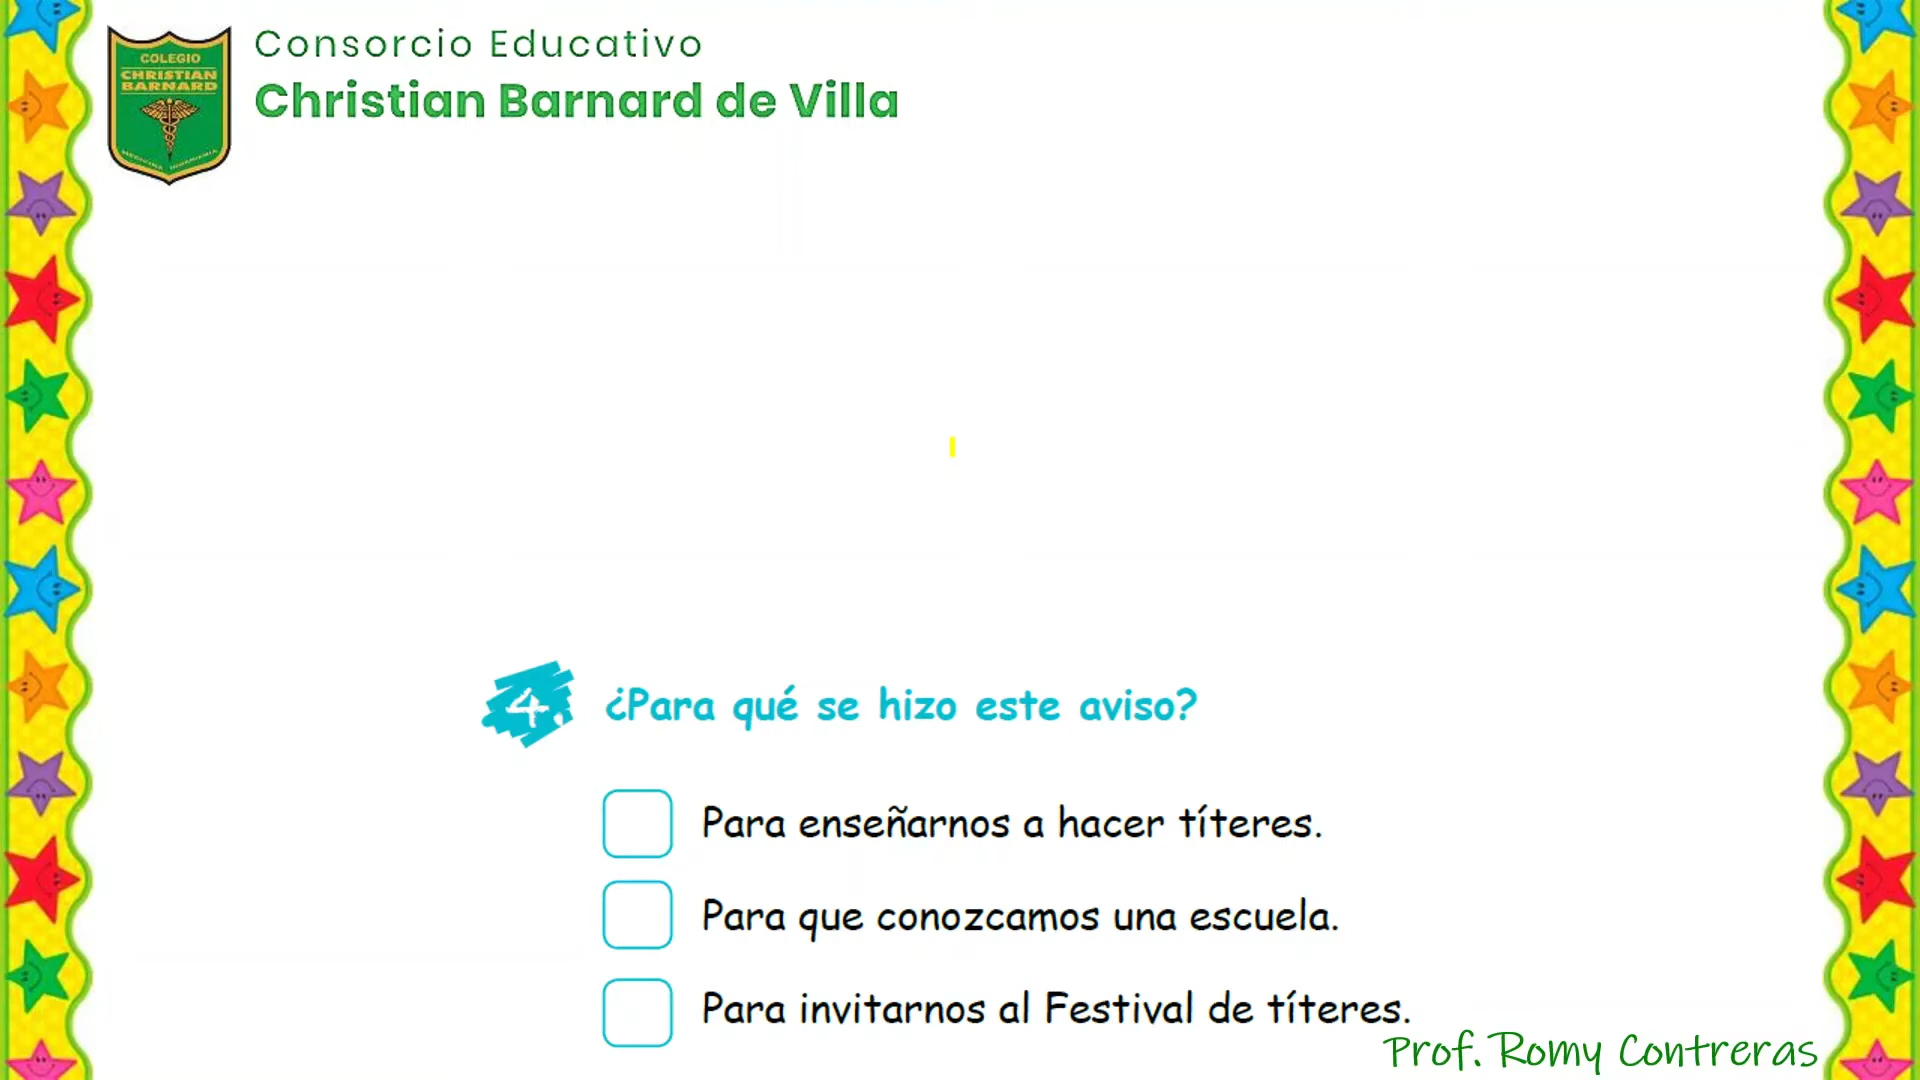 COLEGIO
CHRISTIAN
BARNARD
Consorcio Educativo
Christian Barnard de Villa
4. ¿Para qué se hizo este aviso?
Para enseñarnos a hacer títeres.
Para que conozcamos una escuela.
Para invitarnos al Festival de títeres.
Prof. Romy Contreras